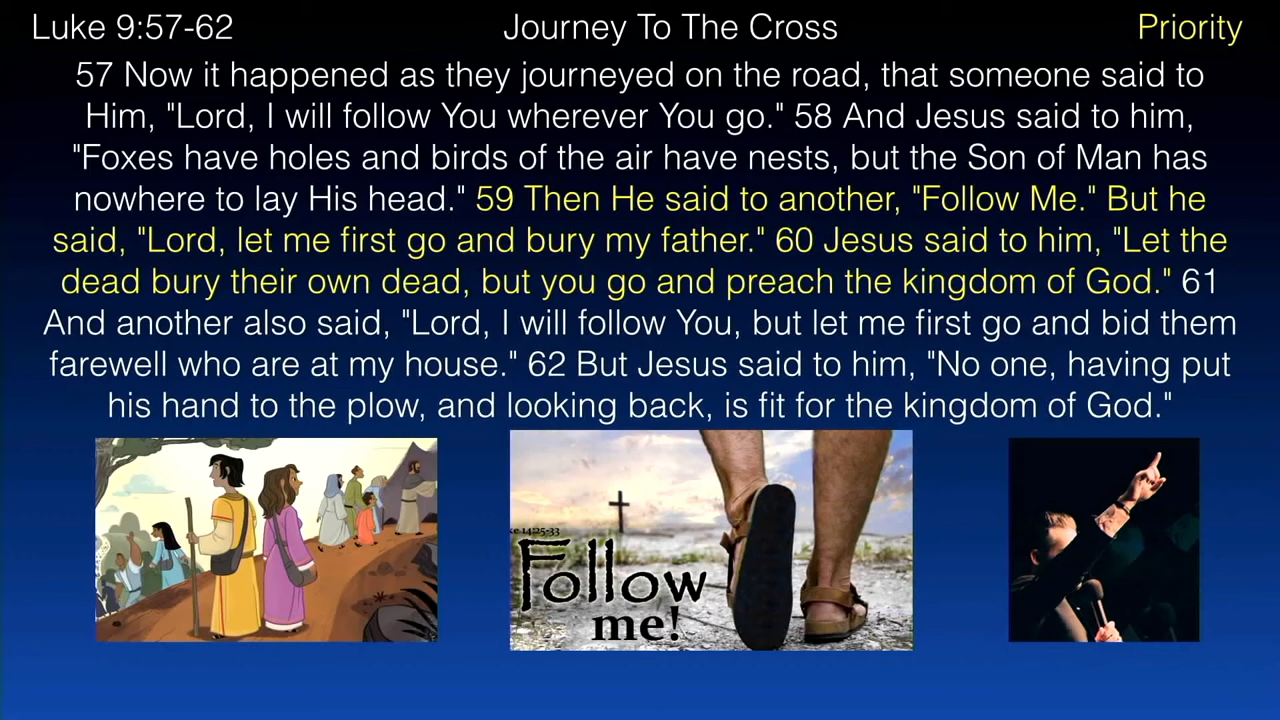 Luke 9:57-62 Journey To The Cross Priority
57 Now it happened as they journeyed on the road, that someone said to
Him, "Lord, I will follow You wherever You go." 58 And Jesus said to him,
"Foxes have holes and birds of the air have nests, but the Son of Man has
nowhere to lay His head." 59 Then He said to another, "Follow Me." But he
said, "Lord, let me first go and bury my father." 60 Jesus said to him, "Let the
dead bury their own dead, but you go and preach the kingdom of God." 61
And another also said, "Lord, I will follow You, but let me first go and bid them
farewell who are at my house." 62 But Jesus said to him, "No one, having put
his hand to the plow, and looking back, is fit for the kingdom of God."
ke 14:25-33
Follow
me!